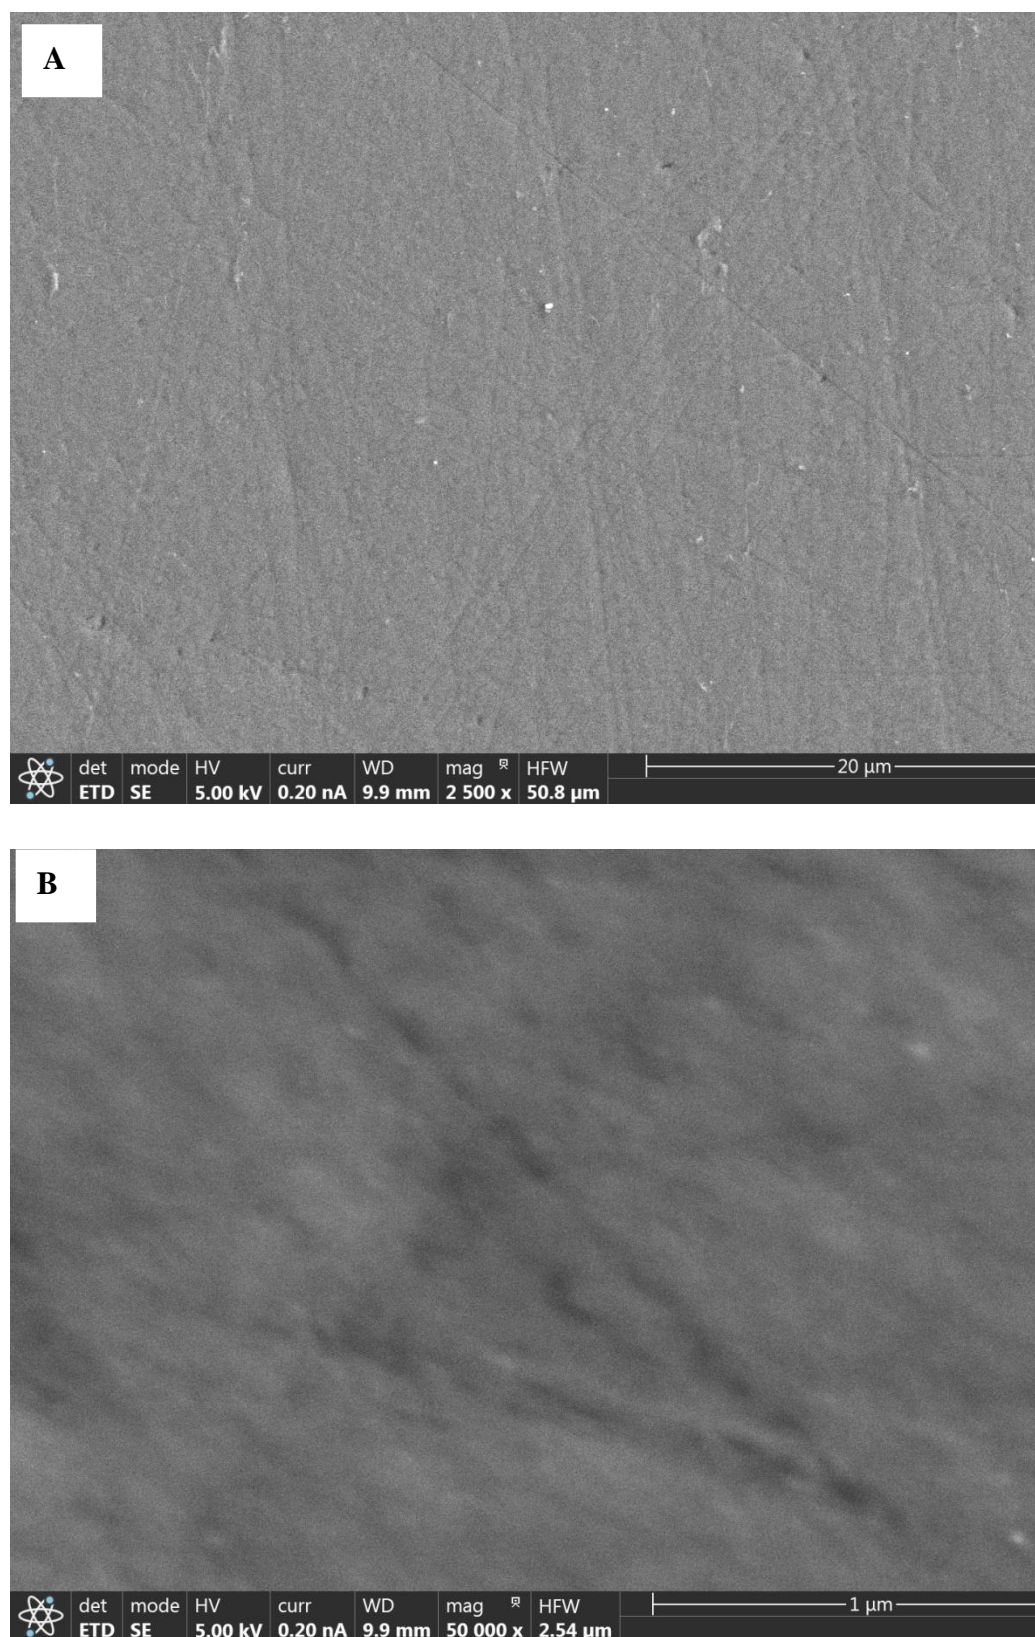 A
det mode HV curr WD mag HFW 20 µm
ETD SE 5.00 kV 0.20 nA 9.9 mm 2 500 x 50.8 µm
B
det mode HV curr WD mag HFW 1 µm
ETD SE 5.00 kV 0.20 nA 9.9 mm 50 000 x 2.54 µm